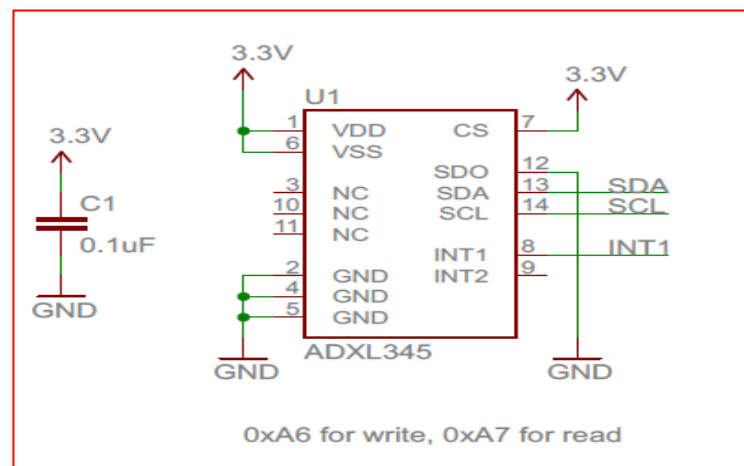 3.3V
C1
0.1uF
GND
3.3V
U1
3.3V
1 VDD CS 7
6 VSS
SDO 12
3 NC SDA 13 SDA
10 NC SCL 14 SCL
11 NC
INT1 8 INT1
2 GND INT2 9
4 GND
5 GND
ADXL345
GND
GND
0xA6 for write, 0xA7 for read